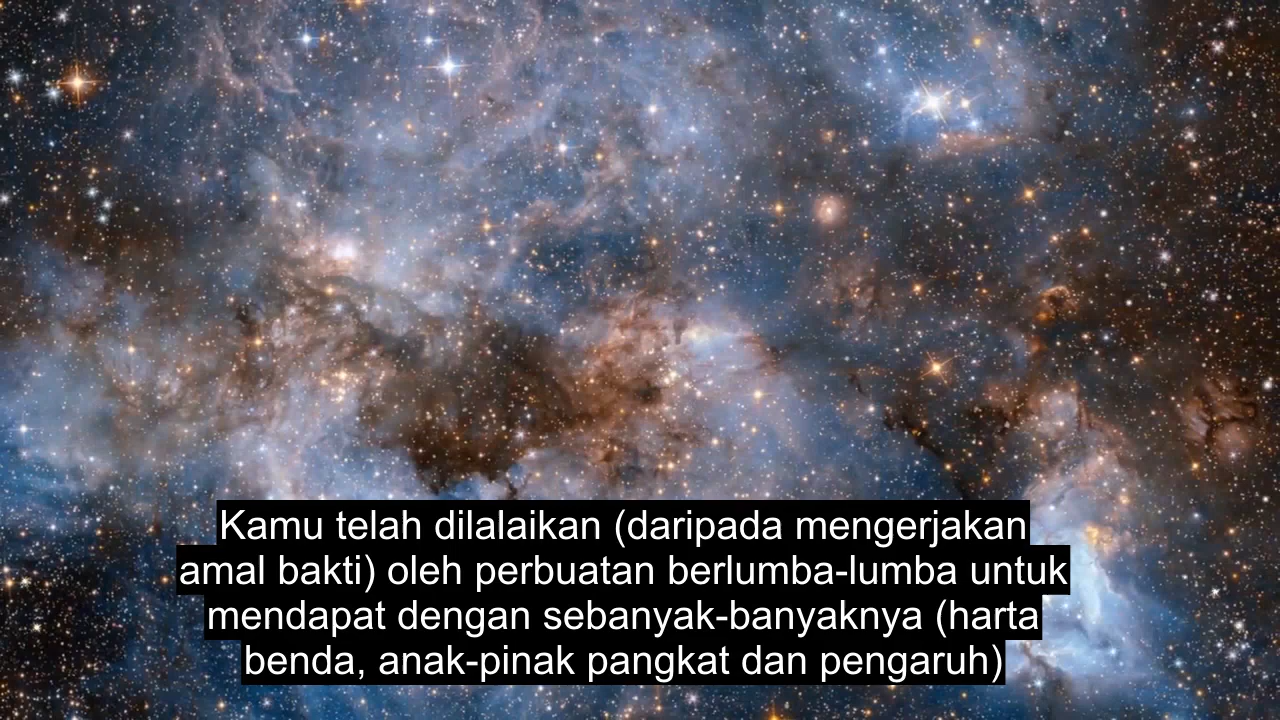 Kamu telah dilalaikan (daripada mengerjakan
amal bakti) oleh perbuatan berlumba-lumba untuk
mendapat dengan sebanyak-banyaknya (harta
benda, anak-pinak pangkat dan pengaruh)